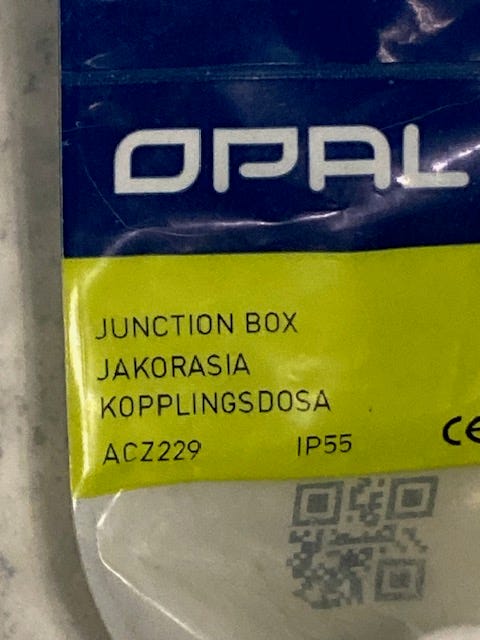 OPAL
JUNCTION BOX
JAKORASIA
KOPPLINGSDOSA
ACZ229 IP55 CE